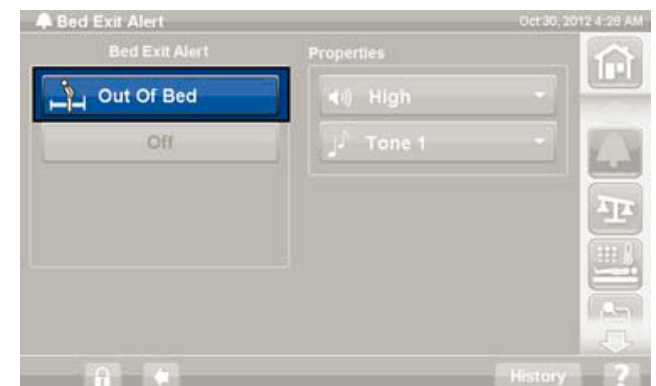 Bed Exit Alert
Oct 30, 2012 4:28 AM
Bed Exit Alert
Properties
Out Of Bed
High
Off
Tone 1
History
?